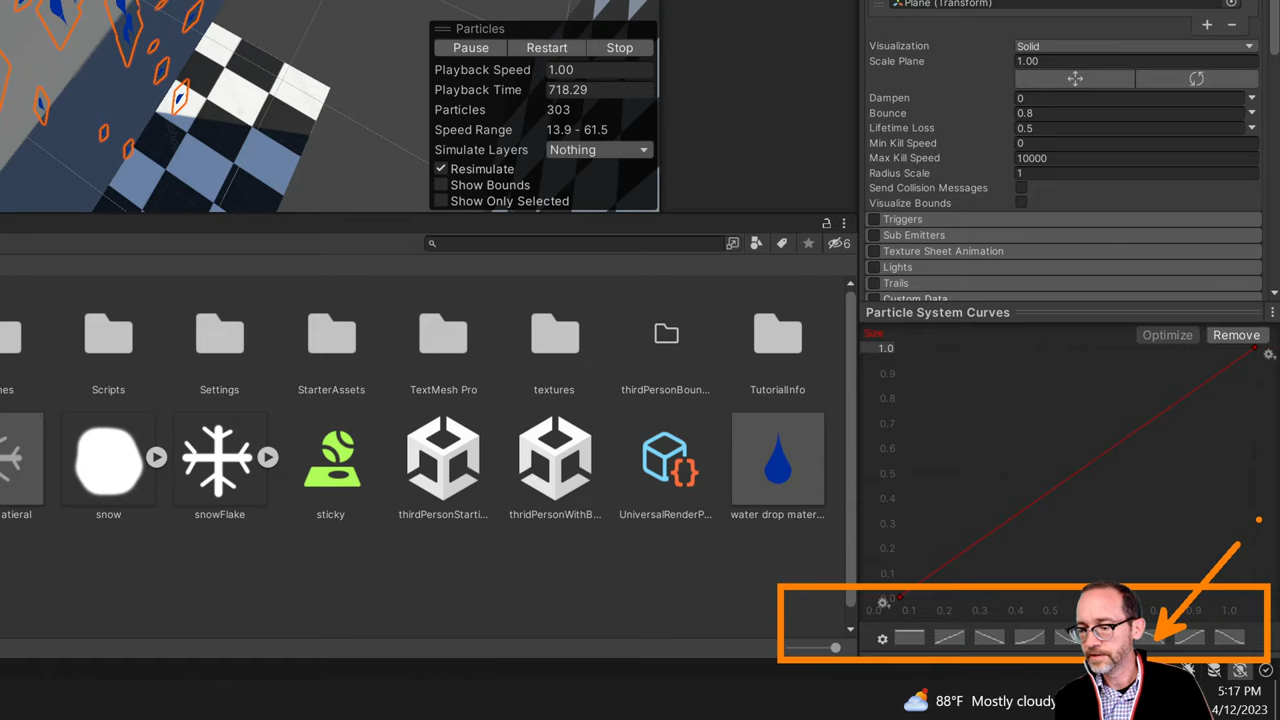 Particles
Pause Restart Stop
Playback Speed 1.00
Playback Time 718.29
Particles 303
Speed Range 13.9 - 61.5
Simulate Layers Nothing
Resimulate
Show Bounds
Show Only Selected
Plane (Transform)
Visualization Solid
Scale Plane 1.00
Dampen 0
Bounce 0.8
Lifetime Loss 0.5
Min Kill Speed 0
Max Kill Speed 10000
Radius Scale 1
Send Collision Messages
Visualize Bounds
Triggers
Sub Emitters
Texture Sheet Animation
Lights
Trails
Custom Data
6
Scripts Settings StarterAssets TextMesh Pro textures thirdPersonBoun... TutorialInfo
snow snowFlake sticky thirdPersonStarti... thridPersonWithB... UniversalRenderP... water drop mater...
Particle System Curves
Size Optimize Remove
1.0
0.9
0.8
0.7
0.6
0.5
0.4
0.3
0.2
0.1
0.0 0.1 0.2 0.3 0.4 0.5 0.9 1.0
88°F Mostly cloudy
5:17 PM
4/12/2023